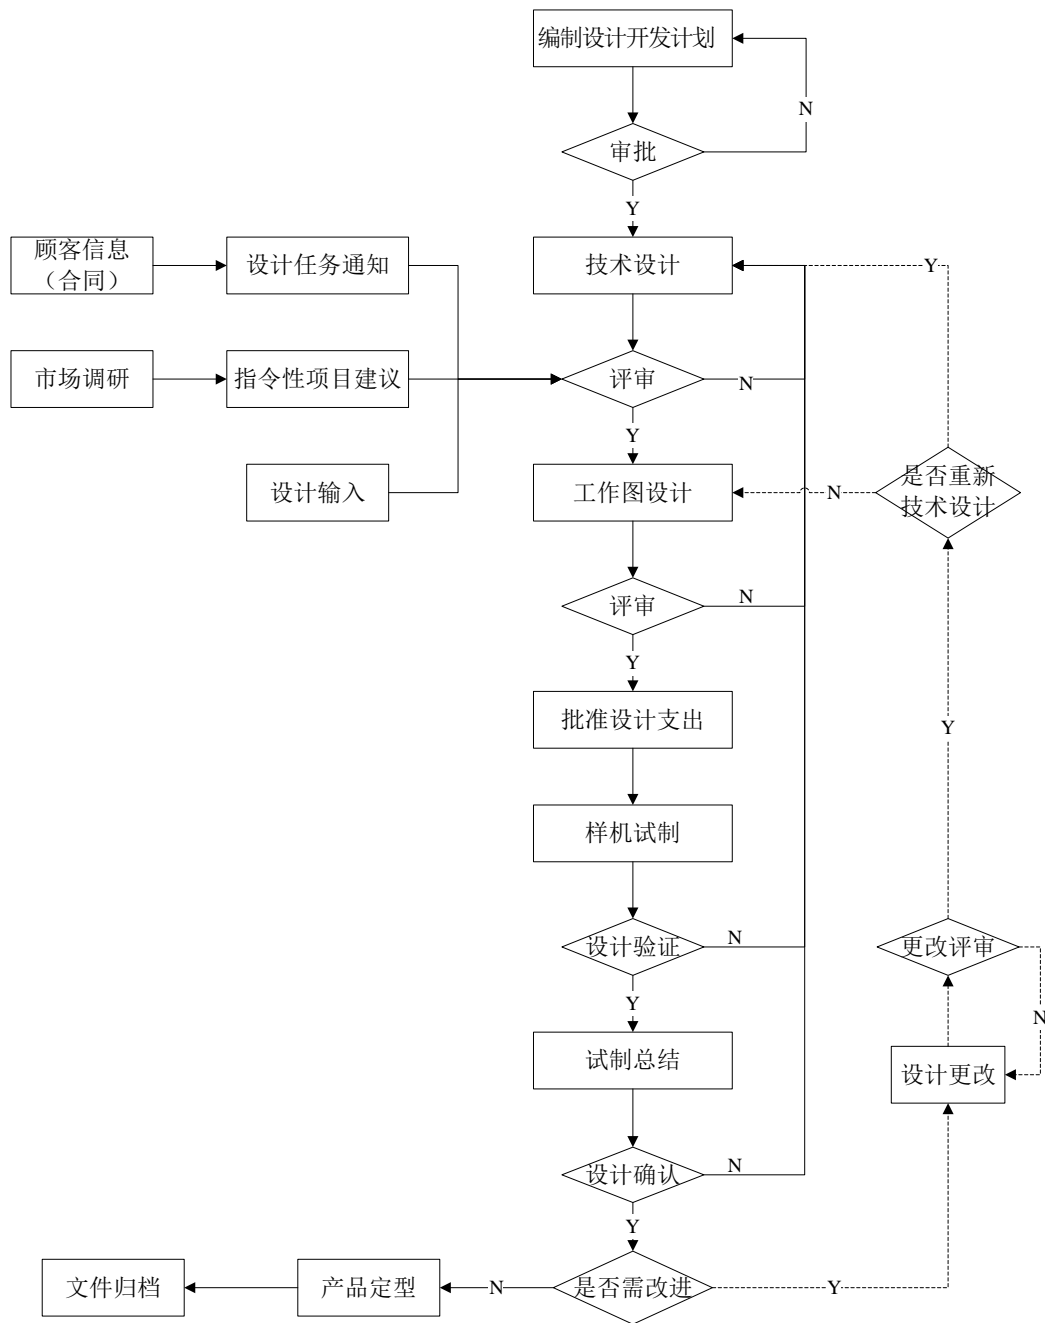 编制设计开发计划
N
审批
Y
顾客信息
（合同）
设计任务通知
技术设计
Y
市场调研
指令性项目建议
评审
N
Y
设计输入
工作图设计
N
是否重新
技术设计
评审
N
Y
批准设计支出
Y
样机试制
设计验证
N
更改评审
Y
N
试制总结
设计更改
设计确认
N
Y
文件归档
产品定型
N
是否需改进
Y